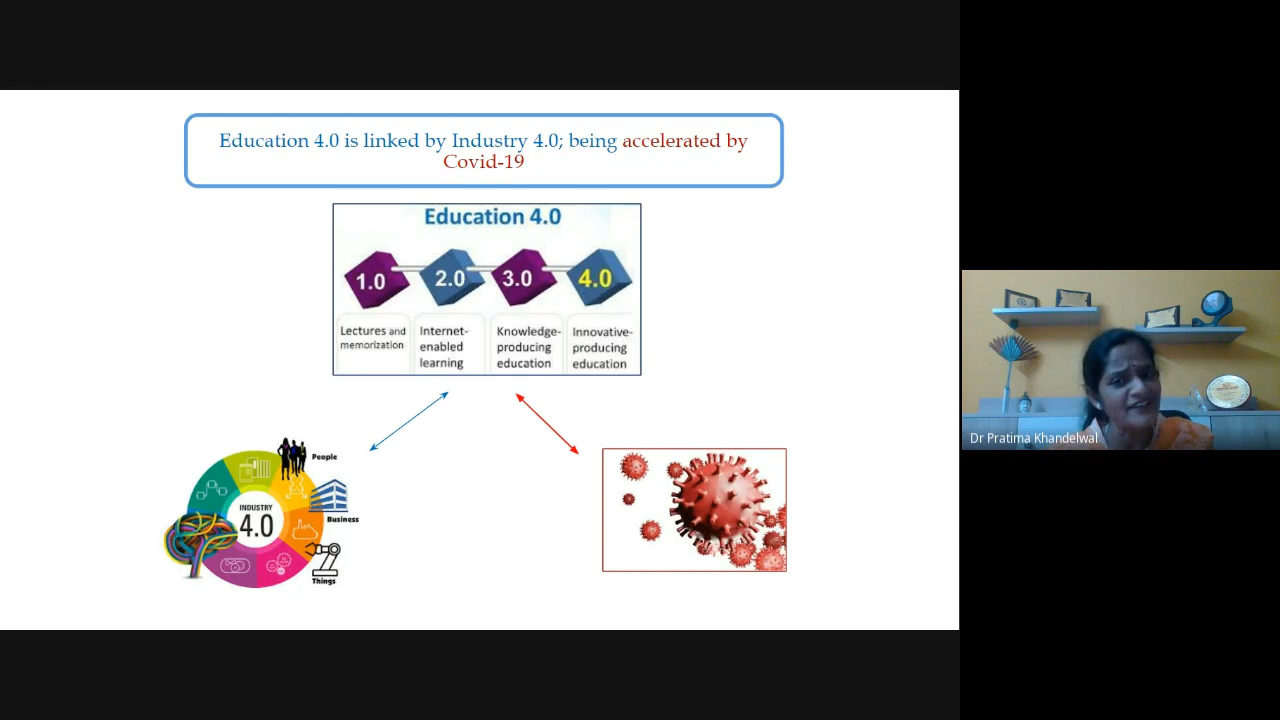 Education 4.0 is linked by Industry 4.0; being accelerated by
Covid-19
Education 4.0
1.0
2.0
3.0
4.0
Lectures and
memorization
Internet-
enabled
learning
Knowledge-
producing
education
Innovative-
producing
education
People
INDUSTRY
4.0
Business
Things
Dr Pratima Khandelwal